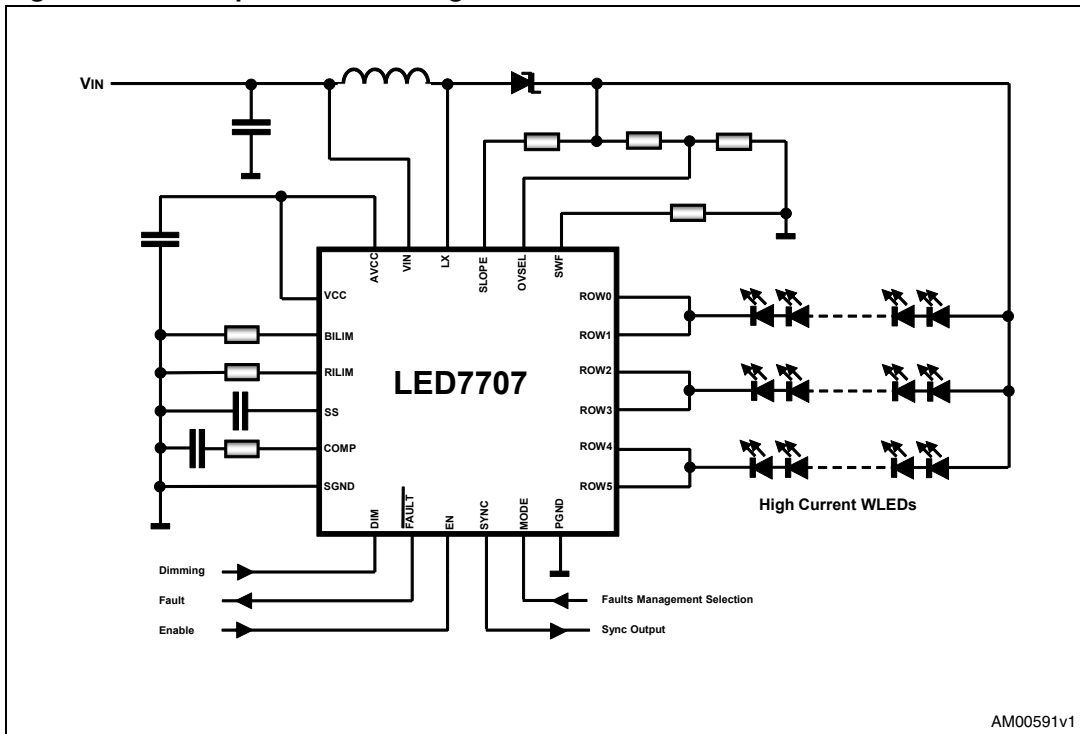 VIN
AVCC
VIN
LX
SLOPE
OVSEL
SWF
VCC
BILIM
RILIM
SS
COMP
SGND
LED7707
ROW0
ROW1
ROW2
ROW3
ROW4
ROW5
High Current WLEDs
DIM
FAULT
EN
SYNC
MODE
PGND
Dimming
Fault
Enable
Faults Management Selection
Sync Output
AM00591v1